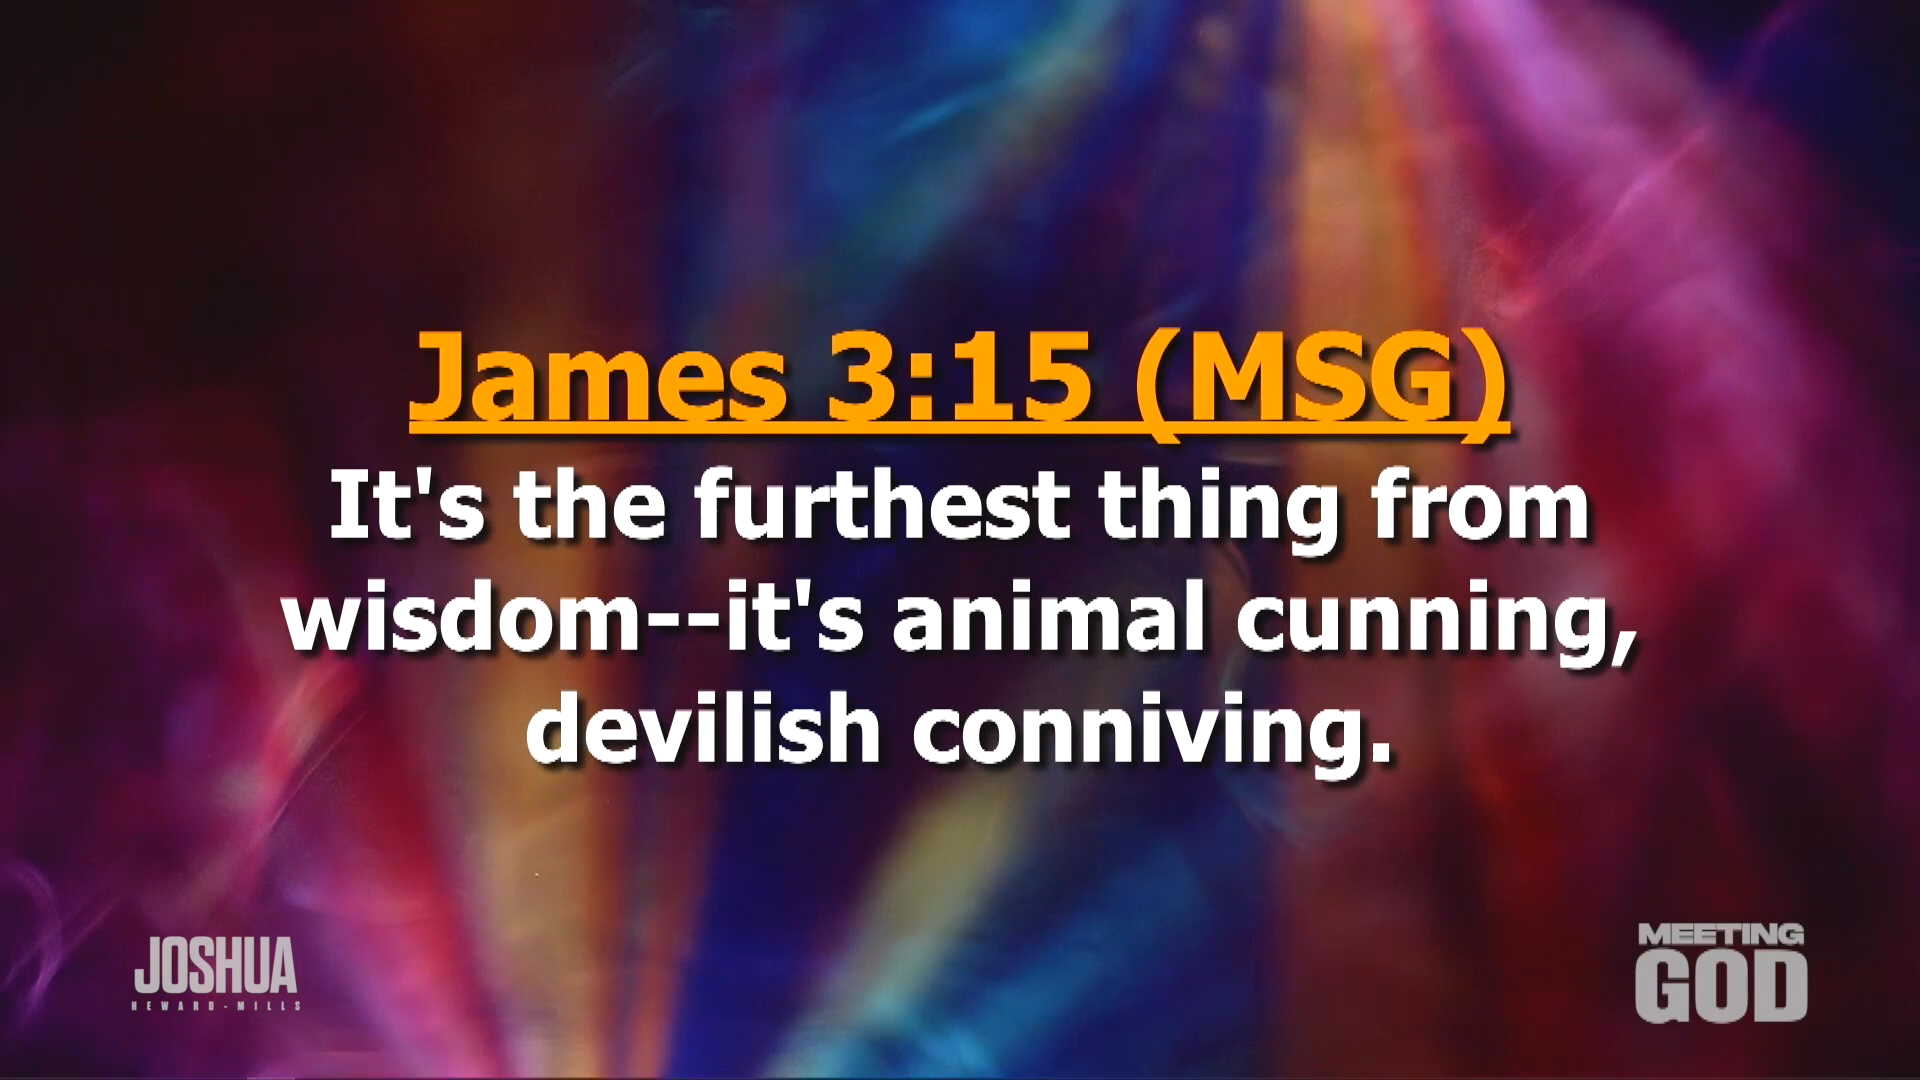 James 3:15 (MSG)
It's the furthest thing from
wisdom--it's animal cunning,
devilish conniving.
JOSHUA
HEWARD-MILLS
MEETING
GOD